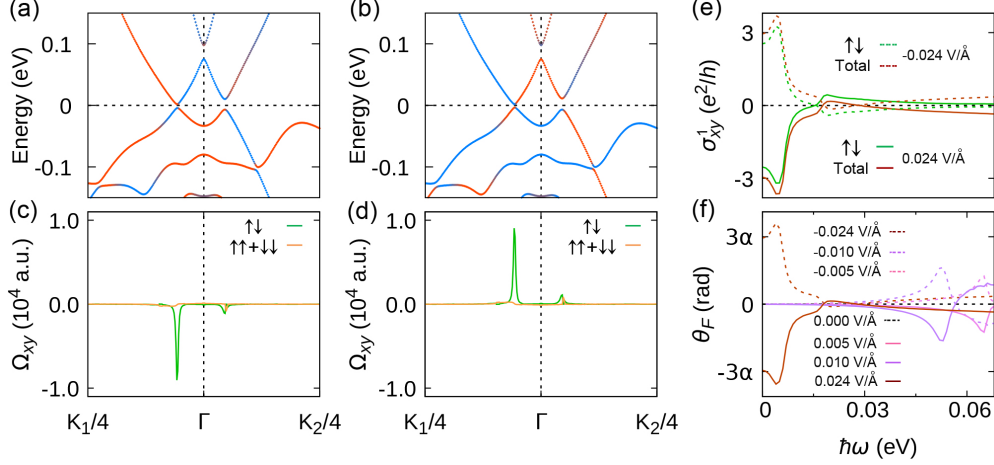 (a)
(b)
(e)
Energy (eV)
0.1
0
-0.1
Energy (eV)
0.1
0
-0.1
σ¹xy (e²/h)
3
0
-3
↑↓
Total
-0.024 V/Å
↑↓
Total
0.024 V/Å
(c)
(d)
(f)
Ωxy (10⁴ a.u.)
1.0
0.0
-1.0
↑↓
↑↑+↓↓
K₁/4
Γ
K₂/4
Ωxy (10⁴ a.u.)
1.0
0.0
-1.0
↑↓
↑↑+↓↓
K₁/4
Γ
K₂/4
θF (rad)
3α
0
-3α
-0.024 V/Å
-0.010 V/Å
-0.005 V/Å
0.000 V/Å
0.005 V/Å
0.010 V/Å
0.024 V/Å
0
0.03
0.06
ħω (eV)